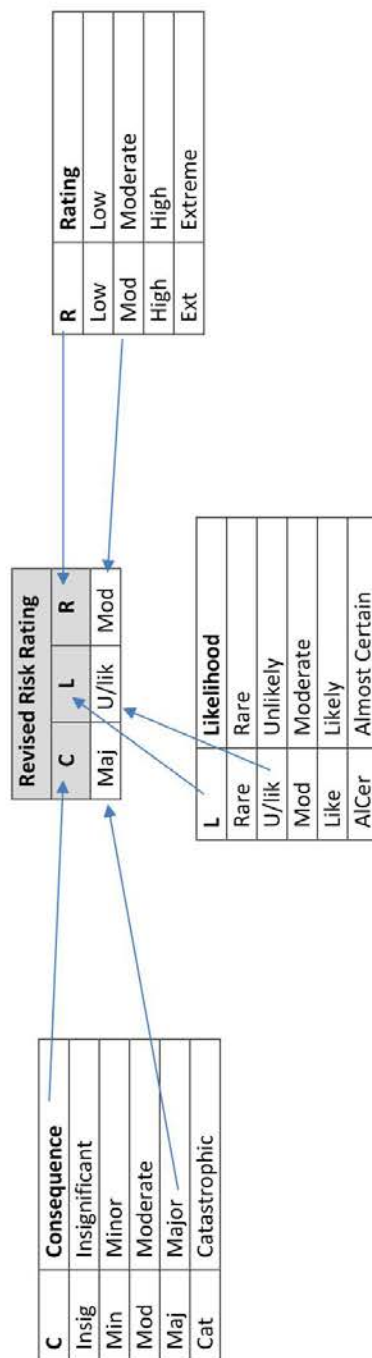 C Consequence
Insig Insignificant
Min Minor
Mod Moderate
Maj Major
Cat Catastrophic
Revised Risk Rating
C L R
Maj U/lik Mod
L Likelihood
Rare Rare
U/lik Unlikely
Mod Moderate
Like Likely
AlCer Almost Certain
R Rating
Low Low
Mod Moderate
High High
Ext Extreme